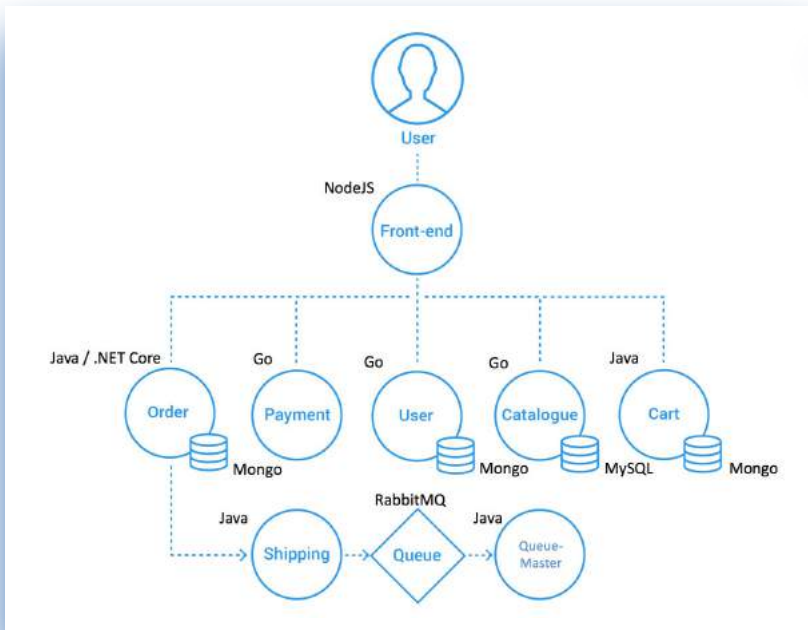 User
NodeJS
Front-end
Java / .NET Core
Go
Go
Go
Java
Order
Payment
User
Catalogue
Cart
Mongo
Mongo
MySQL
Mongo
RabbitMQ
Java
Java
Shipping
Queue
Queue-
Master